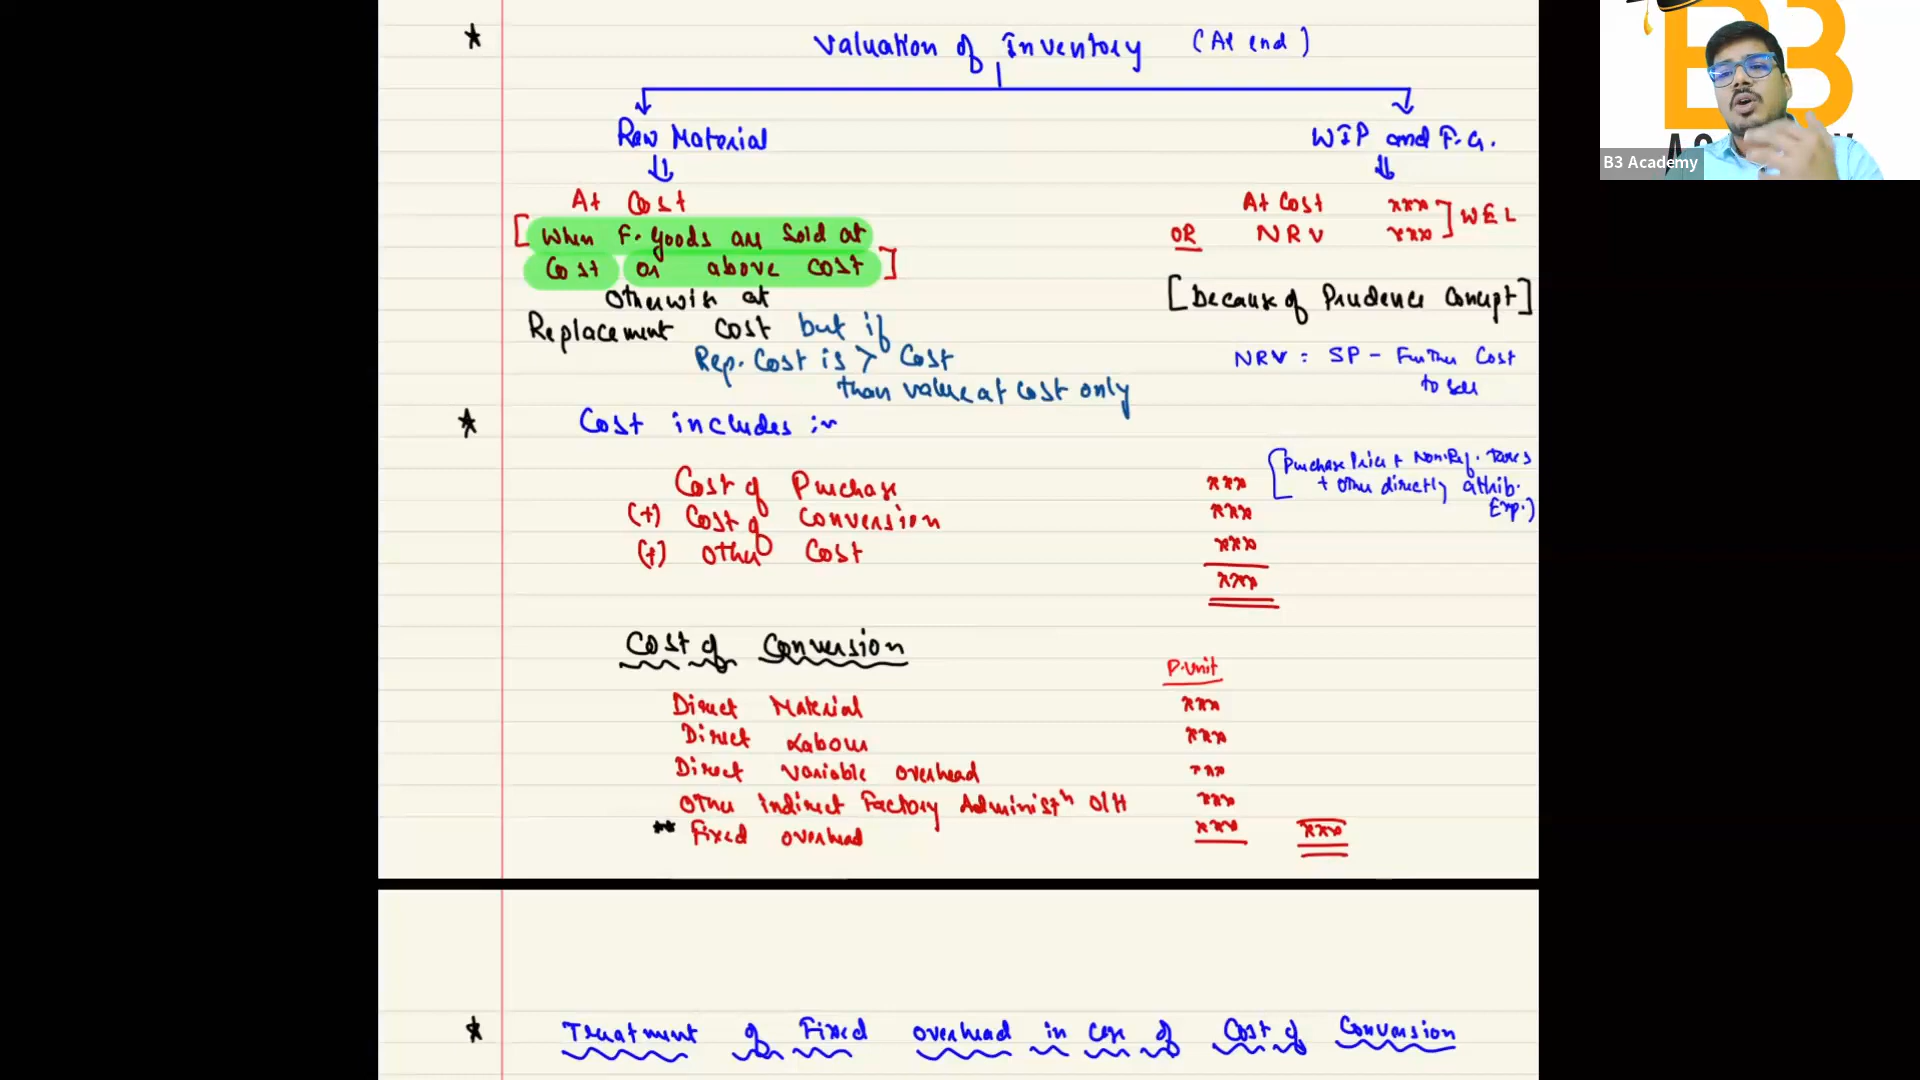 ★ Valuation of Inventory (At end)
Raw Material
WIP and F.G.
At Cost
[When F. Goods are Sold at
Cost or above cost]
Otherwise at
Replacement cost but if
Rep. Cost is > Cost
than value at cost only
At Cost xxx
OR NRV xxx
] W E L
[Because of Prudence Concept]
NRV = SP - Further Cost
to sell
★ Cost includes :-
Cost of Purchase xxx
(+) Cost of Conversion xxx
(+) Other Cost xxx
xxx
[Purchase Price + Non.Ref. Taxes
+ Other directly attrib.
Exp.)
Cost of Conversion
P.Unit
Direct Material xxx
Direct Labour xxx
Direct Variable overhead xxx
Other indirect Factory Administn O/H xxx
** Fixed overhead xxx xxx
★ Treatment of Fixed overhead in case of Cost of Conversion
B3
B3 Academy